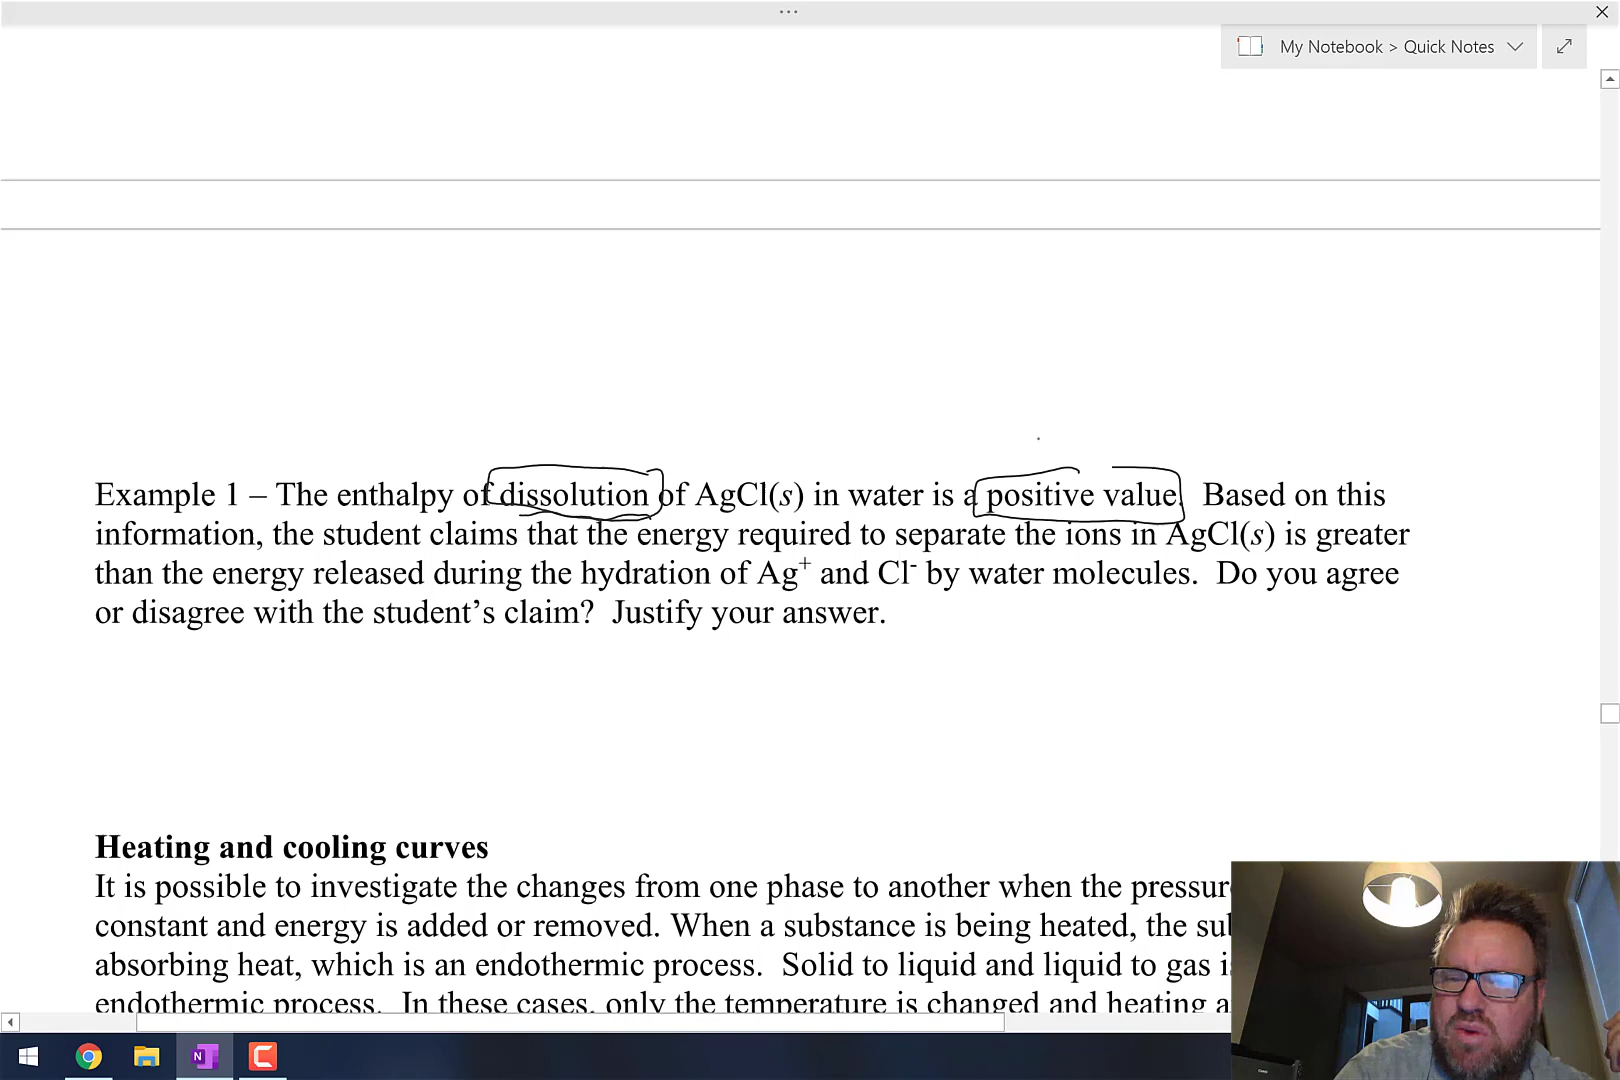 My Notebook > Quick Notes
Example 1 – The enthalpy of dissolution of AgCl(s) in water is a positive value. Based on this
information, the student claims that the energy required to separate the ions in AgCl(s) is greater
than the energy released during the hydration of Ag⁺ and Cl⁻ by water molecules. Do you agree
or disagree with the student’s claim? Justify your answer.
Heating and cooling curves
It is possible to investigate the changes from one phase to another when the pressure
constant and energy is added or removed. When a substance is being heated, the
absorbing heat, which is an endothermic process. Solid to liquid and liquid to gas
endothermic process. In these cases, only the temperature is changed and heating a
N